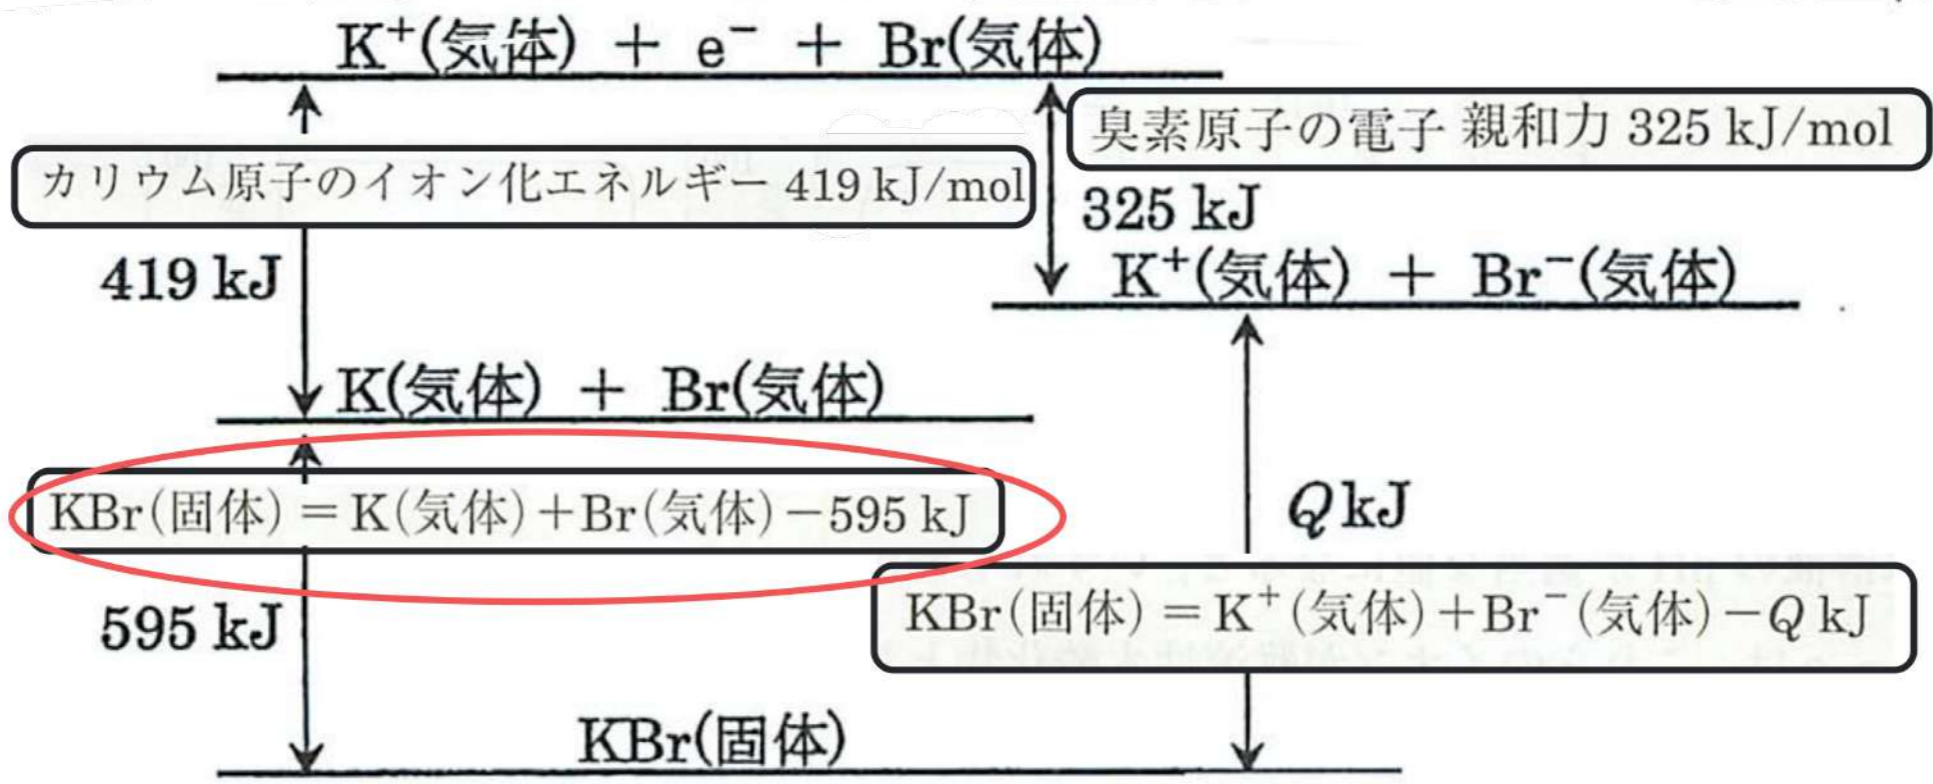 K⁺(気体) + e⁻ + Br(気体)
臭素原子の電子 親和力 325 kJ/mol
カリウム原子のイオン化エネルギー 419 kJ/mol
325 kJ
419 kJ
K⁺(気体) + Br⁻(気体)
K(気体) + Br(気体)
KBr(固体)=K(気体)+Br(気体)−595 kJ
Q kJ
KBr(固体)=K⁺(気体)+Br⁻(気体)−Q kJ
595 kJ
KBr(固体)